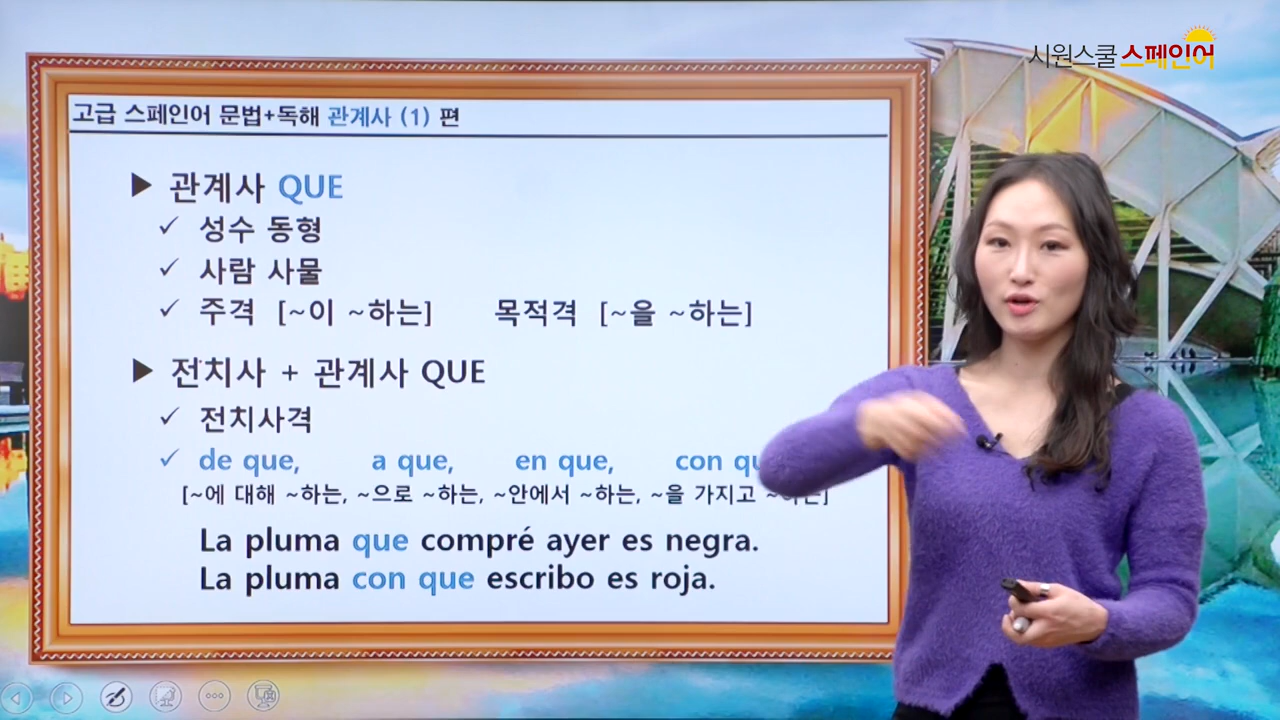 시원스쿨 스페인어
고급 스페인어 문법+독해 관계사 (1) 편
▶ 관계사 QUE
✓ 성수 동형
✓ 사람 사물
✓ 주격 [~이 ~하는] 목적격 [~을 ~하는]
▶ 전치사 + 관계사 QUE
✓ 전치사격
✓ de que, a que, en que, con qu
[~에 대해 ~하는, ~으로 ~하는, ~안에서 ~하는, ~을 가지고 ~하는]
La pluma que compré ayer es negra.
La pluma con que escribo es roja.